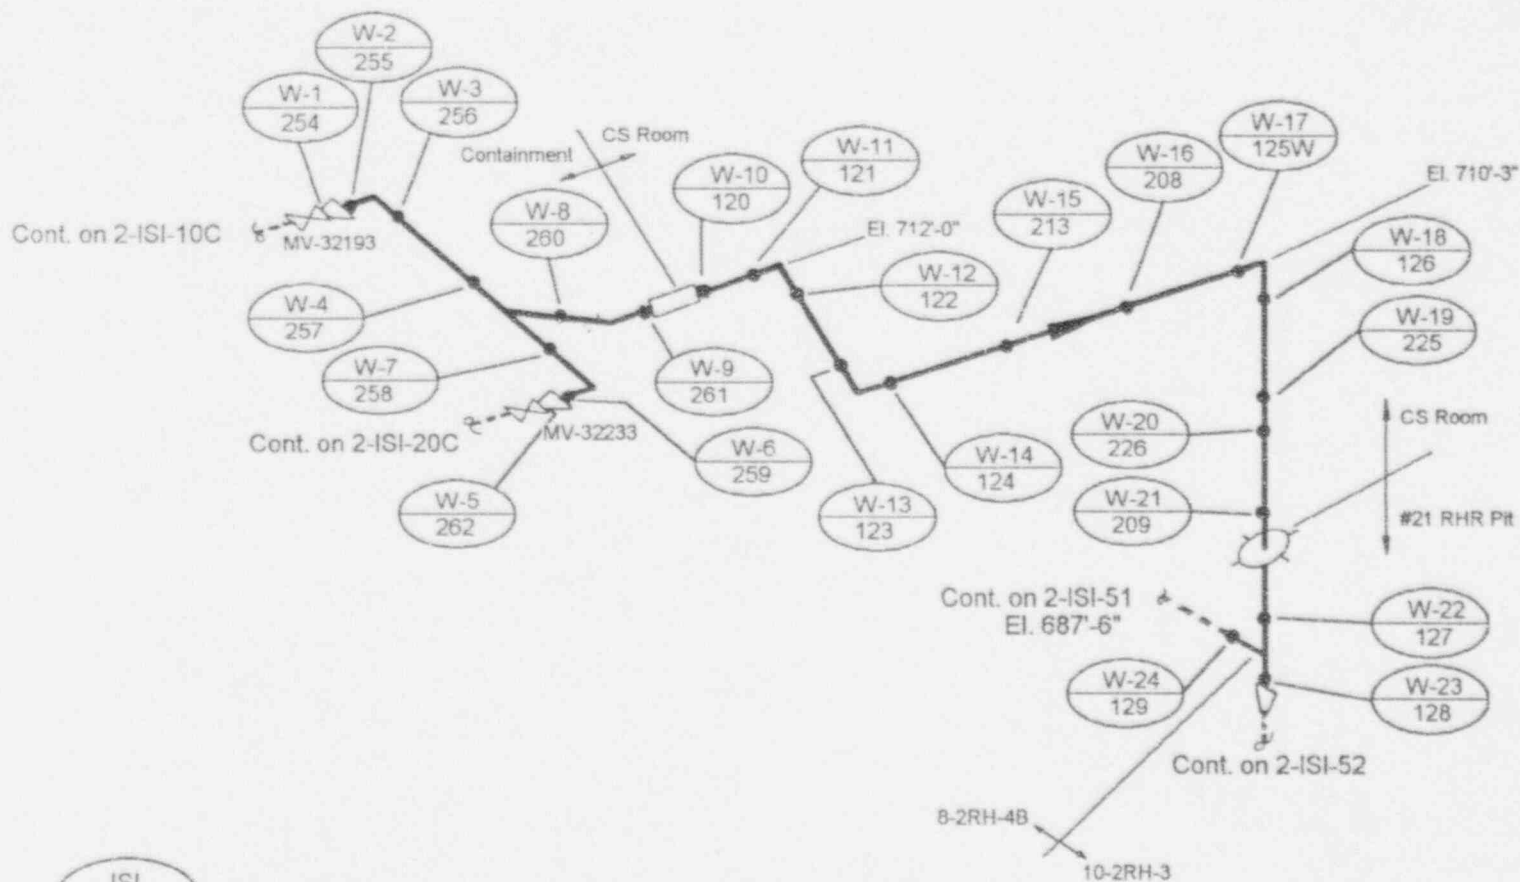 W-2
255
W-1
254
W-3
256
CS Room
Containment
W-8
260
W-10
120
W-11
121
W-15
213
W-16
208
W-17
125W
El. 710'-3"
Cont. on 2-ISI-10C
MV-32193
El. 712'-0"
W-12
122
W-18
126
W-4
257
W-19
225
W-7
258
W-9
261
Cont. on 2-ISI-20C
MV-32233
W-6
259
W-14
124
W-20
226
CS Room
W-5
262
W-13
123
W-21
209
#21 RHR Pit
Cont. on 2-ISI-51
El. 687'-6"
W-22
127
W-24
129
W-23
128
Cont. on 2-ISI-52
8-2RH-4B
10-2RH-3
ISI